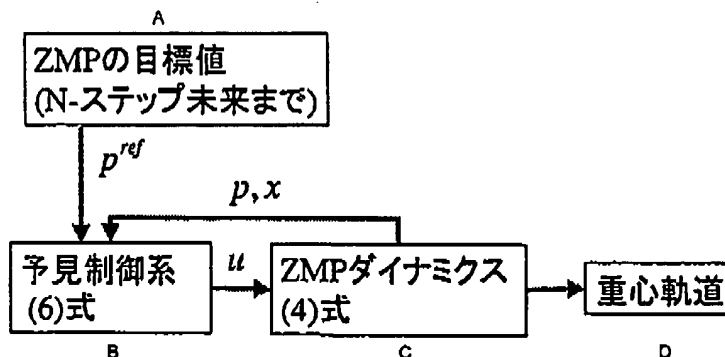 A
ZMPの目標値
(N-ステップ未来まで)
p^ref
p, x
予見制御系
(6)式
u
ZMPダイナミクス
(4)式
重心軌道
B
C
D